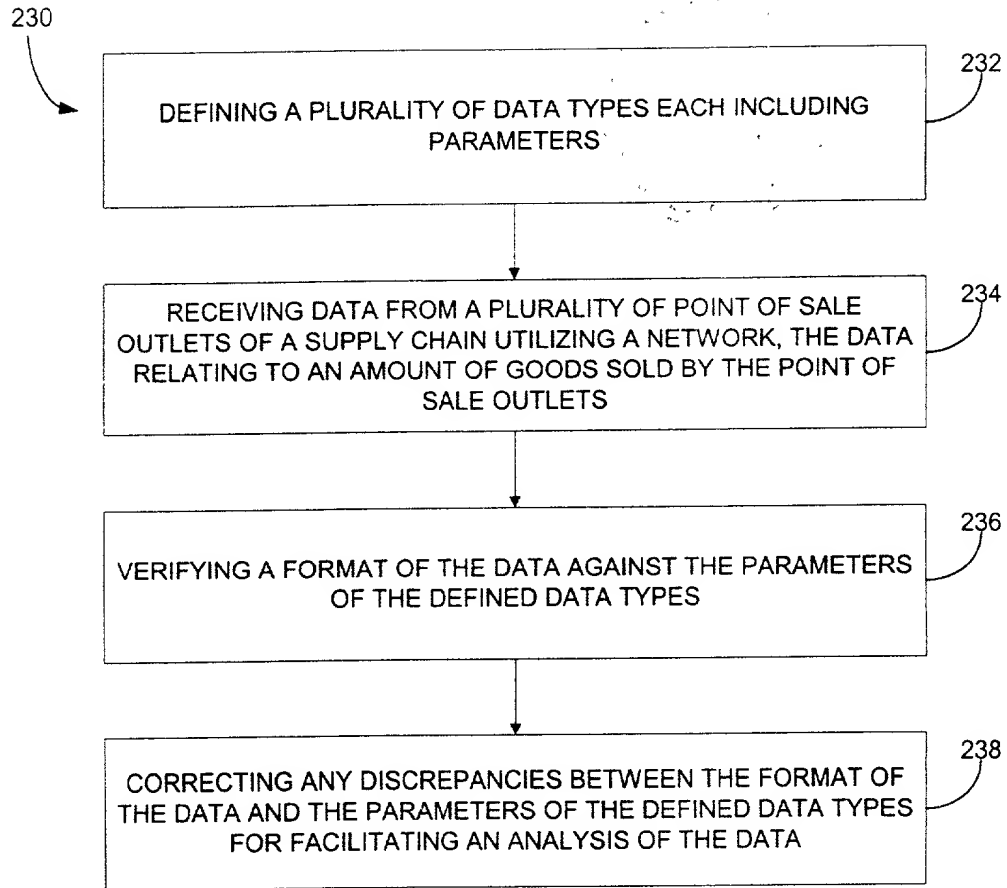 230
232
DEFINING A PLURALITY OF DATA TYPES EACH INCLUDING
PARAMETERS
234
RECEIVING DATA FROM A PLURALITY OF POINT OF SALE
OUTLETS OF A SUPPLY CHAIN UTILIZING A NETWORK, THE DATA
RELATING TO AN AMOUNT OF GOODS SOLD BY THE POINT OF
SALE OUTLETS
236
VERIFYING A FORMAT OF THE DATA AGAINST THE PARAMETERS
OF THE DEFINED DATA TYPES
238
CORRECTING ANY DISCREPANCIES BETWEEN THE FORMAT OF
THE DATA AND THE PARAMETERS OF THE DEFINED DATA TYPES
FOR FACILITATING AN ANALYSIS OF THE DATA